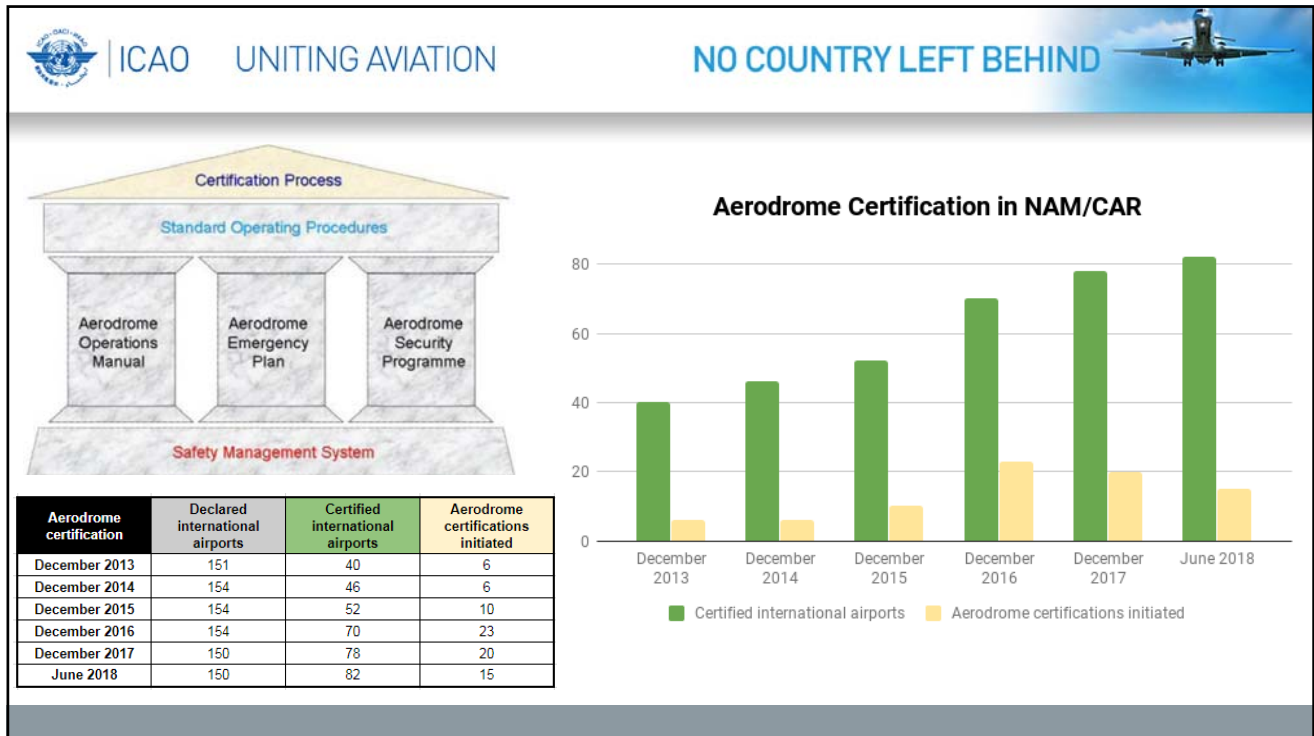 ICAO · OACI · ИКАО
ICAO UNITING AVIATION
NO COUNTRY LEFT BEHIND
Certification Process
Standard Operating Procedures
Aerodrome
Operations
Manual
Aerodrome
Emergency
Plan
Aerodrome
Security
Programme
Safety Management System
Aerodrome
certification
Declared
international
airports
Certified
international
airports
Aerodrome
certifications
initiated
December 2013 151 40 6
December 2014 154 46 6
December 2015 154 52 10
December 2016 154 70 23
December 2017 150 78 20
June 2018 150 82 15
Aerodrome Certification in NAM/CAR
80
60
40
20
0
December
2013
December
2014
December
2015
December
2016
December
2017
June 2018
Certified international airports
Aerodrome certifications initiated